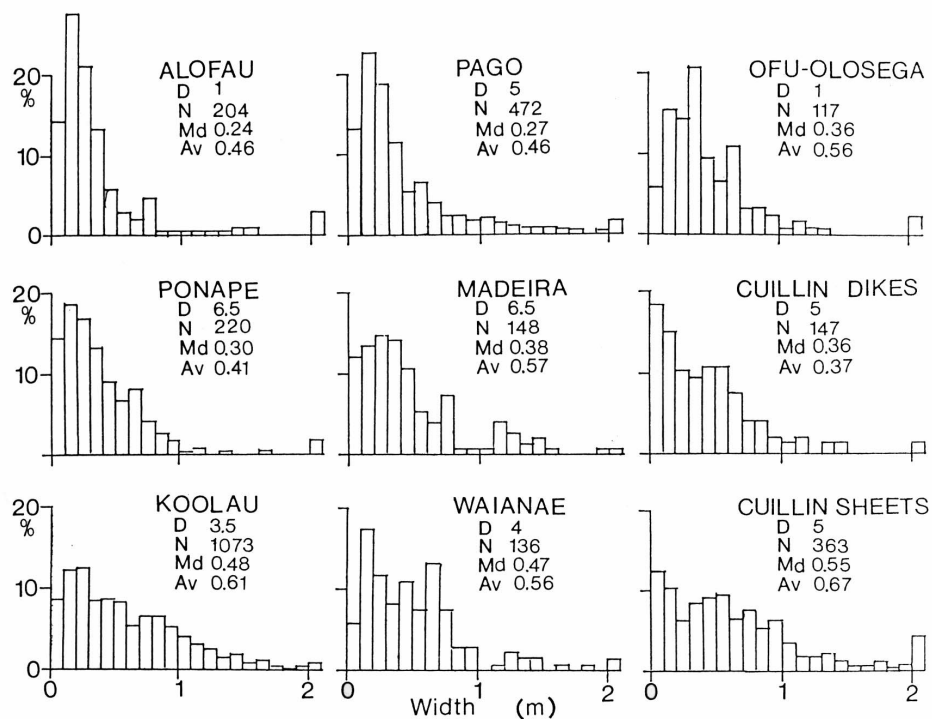 20
%
10
0
ALOFAU
D 1
N 204
Md 0.24
Av 0.46
PAGO
D 5
N 472
Md 0.27
Av 0.46
OFU-OLOSEGA
D 1
N 117
Md 0.36
Av 0.56
20
%
10
PONAPE
D 6.5
N 220
Md 0.30
Av 0.41
MADEIRA
D 6.5
N 148
Md 0.38
Av 0.57
CUILLIN DIKES
D 5
N 147
Md 0.36
Av 0.37
20
%
10
0
KOOLAU
D 3.5
N 1073
Md 0.48
Av 0.61
WAIANAE
D 4
N 136
Md 0.47
Av 0.56
CUILLIN SHEETS
D 5
N 363
Md 0.55
Av 0.67
0 1 2 0 1 2 0 1 2
Width (m)